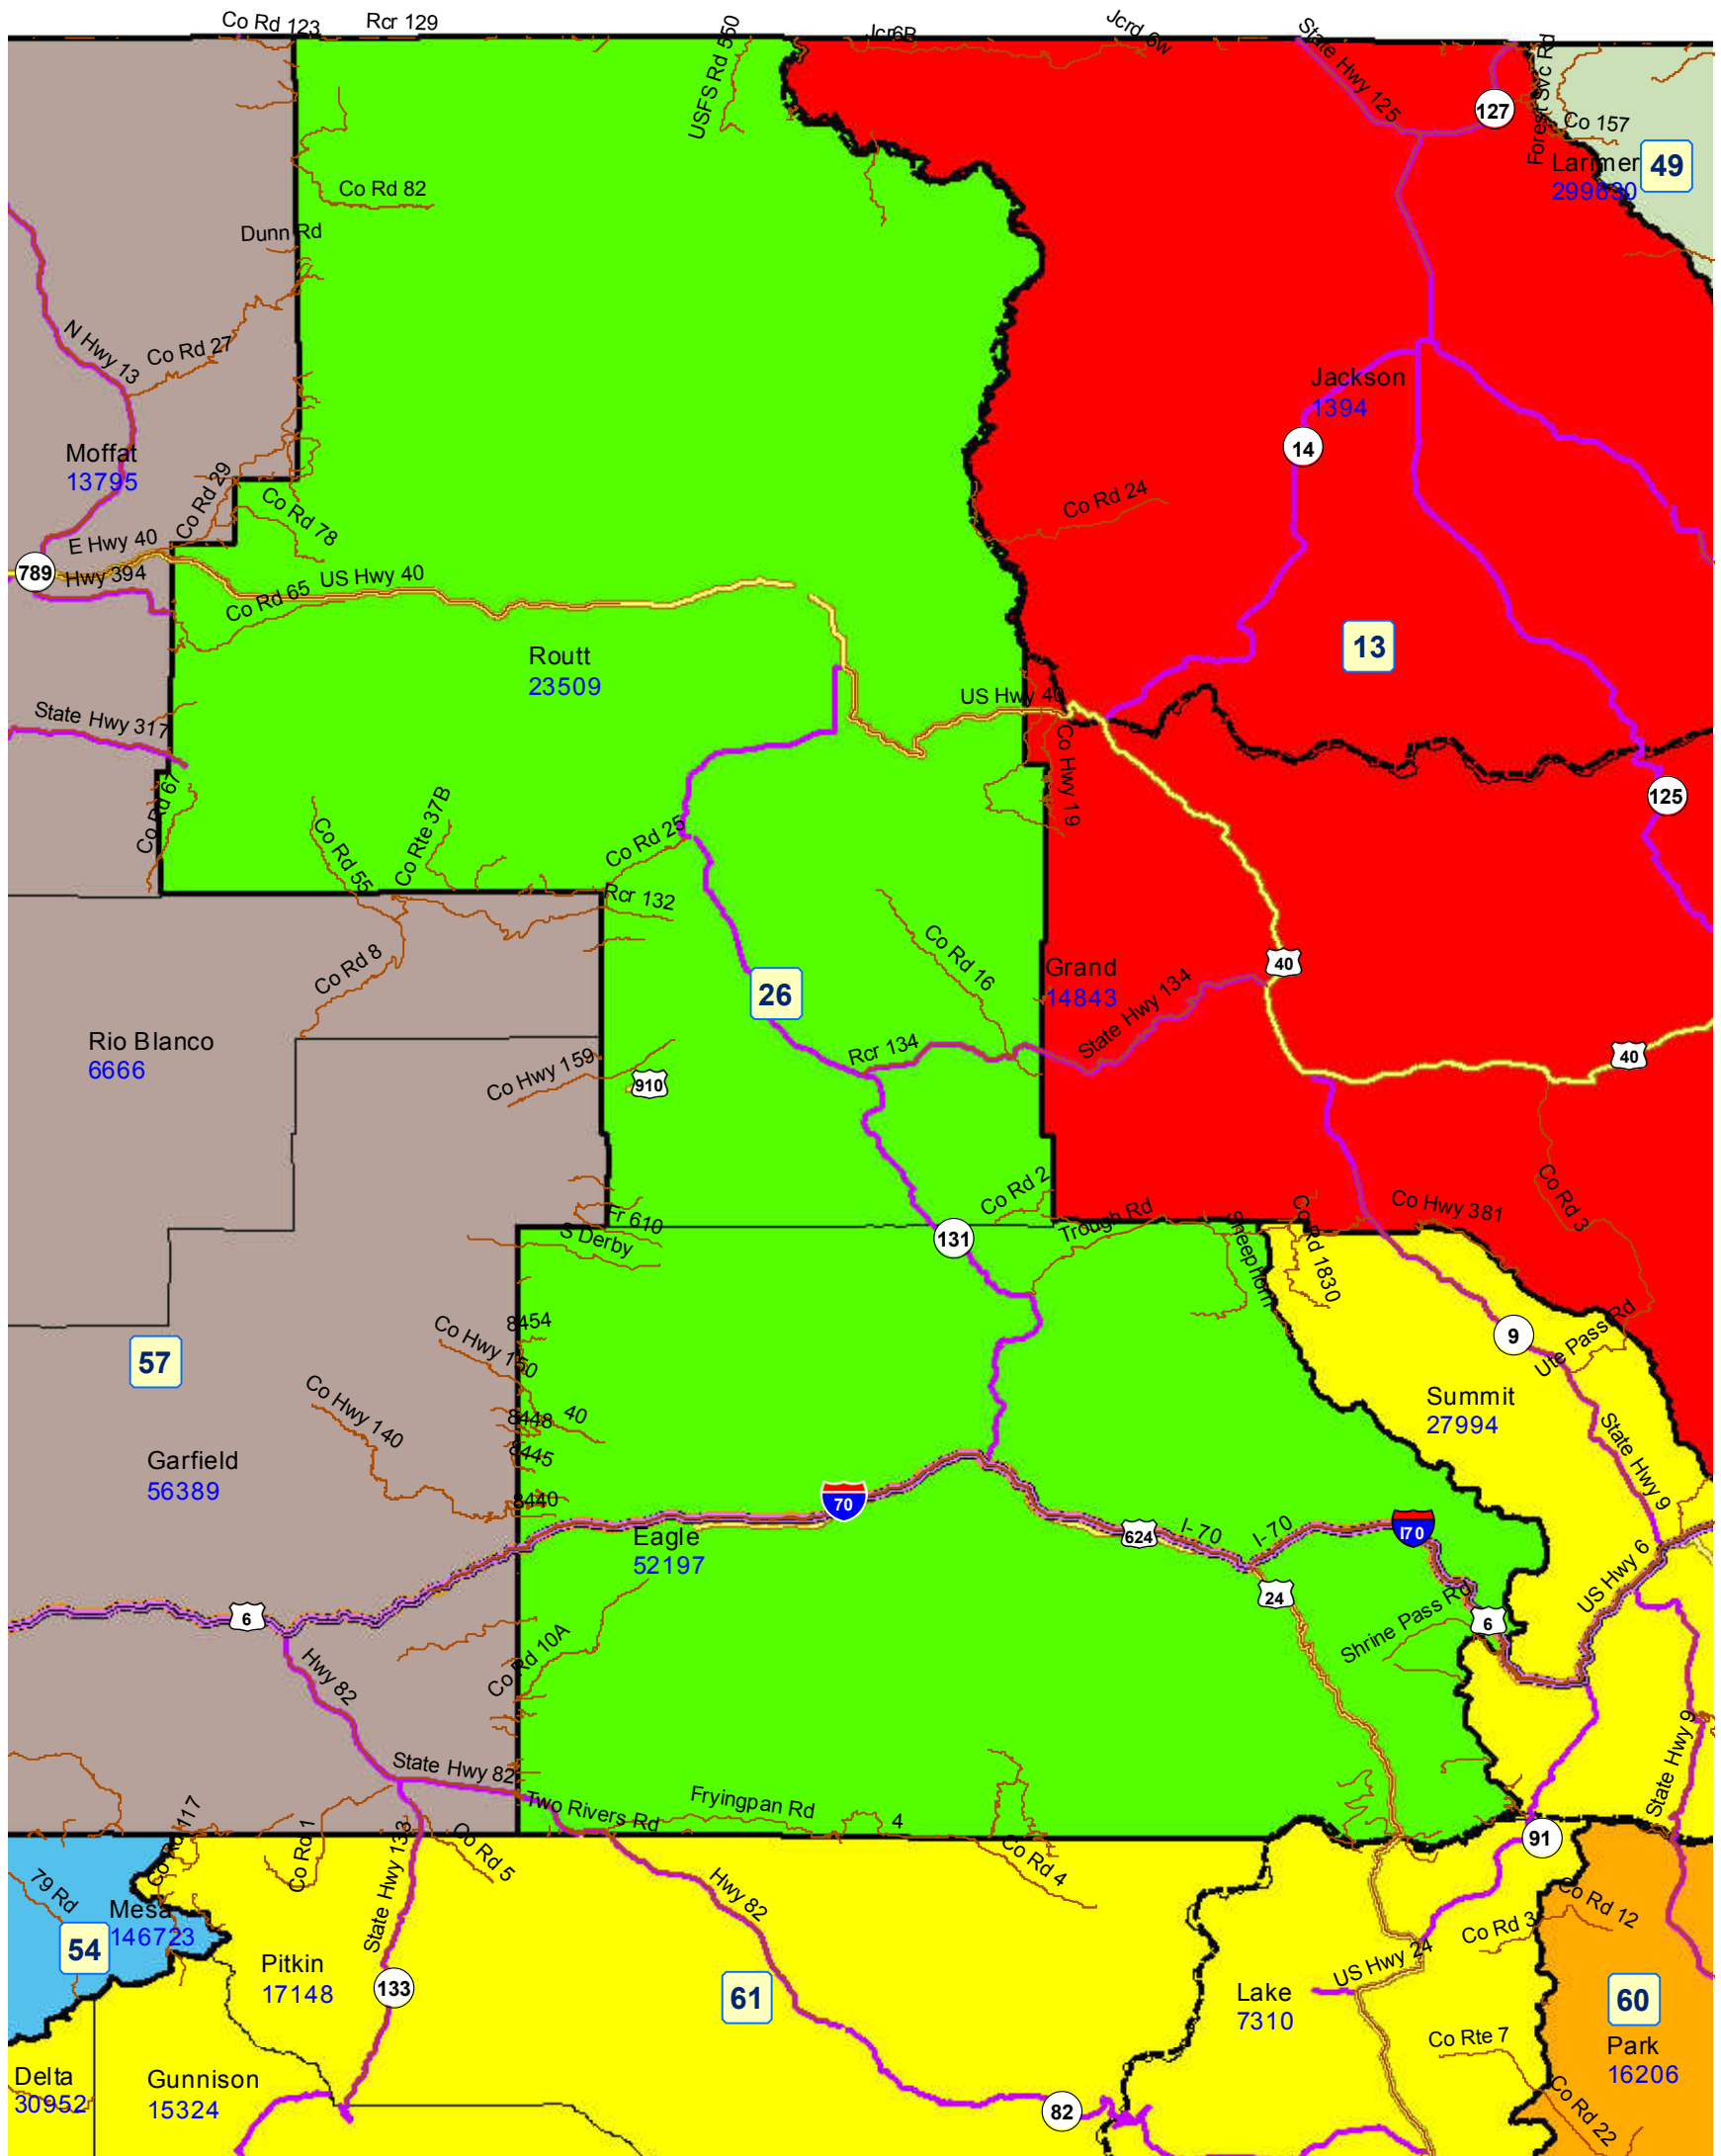 Co Rd 123
Rcr 129
USFS Rd 550
Jcr6B
Jcrd 6w
State Hwy 125
127
Forest Svc Rd
Co 157
Larimer
299630
49
Co Rd 82
Dunn Rd
N Hwy 13
Co Rd 27
Jackson
1394
14
Moffat
13795
Co Rd 29
Co Rd 78
Co Rd 24
E Hwy 40
789
Hwy 394
US Hwy 40
Co Rd 65
Routt
23509
13
US Hwy 40
State Hwy 317
Co Hwy 19
125
Co Rd 67
Co Rd 55
Co Rte 37B
Co Rd 25
Rcr 132
Co Rd 8
Co Rd 16
Grand
14843
40
State Hwy 134
26
Rio Blanco
6666
Rcr 134
40
Co Hwy 159
910
Co Rd 2
Co Rd 3
Co Hwy 381
Fr 610
S Derby
131
Trough Rd
Sheephorn
Co Rd 1830
8454
Co Hwy 150
57
9
Ute Pass Rd
Summit
27994
Co Hwy 140
8448
40
8445
State Hwy 9
Garfield
56389
8440
70
Eagle
52197
624
I-70
I-70
I70
US Hwy 6
24
6
6
Shrine Pass Rd
Hwy 82
Co Rd 10A
State Hwy 9
State Hwy 82
Two Rivers Rd
Fryingpan Rd
4
91
Co Rd 117
Co Rd 1
State Hwy 133
Co Rd 5
Co Rd 4
79 Rd
Mesa
146723
54
Hwy 82
Co Rd 12
Co Rd 3
Pitkin
17148
133
61
US Hwy 24
Lake
7310
60
Park
16206
Co Rte 7
Delta
30952
Gunnison
15324
82
Co Rd 22